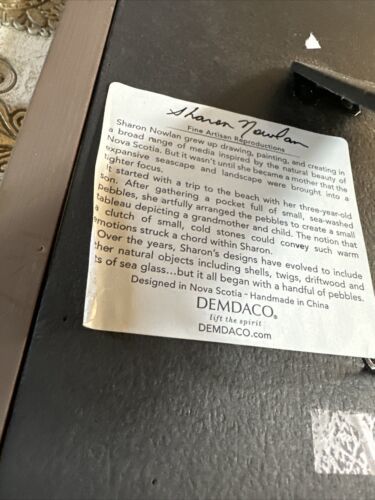 Sharon Nowlan
Fine Artisan Reproductions
Sharon Nowlan grew up drawing, painting, and creating in
a broad range of media inspired by the natural beauty of
Nova Scotia. But it wasn't until she became a mother that the
expansive seascape and landscape were brought into a
tighter focus.
It started with a trip to the beach with her three-year-old
son. After gathering a pocket full of small, sea-washed
pebbles, she artfully arranged the pebbles to create a small
tableau depicting a grandmother and child. The notion that
a clutch of small, cold stones could convey such warm
emotions struck a chord within Sharon.
Over the years, Sharon's designs have evolved to include
her natural objects including shells, twigs, driftwood and
ts of sea glass...but it all began with a handful of pebbles.
Designed in Nova Scotia - Handmade in China
DEMDACO®
lift the spirit
DEMDACO.com